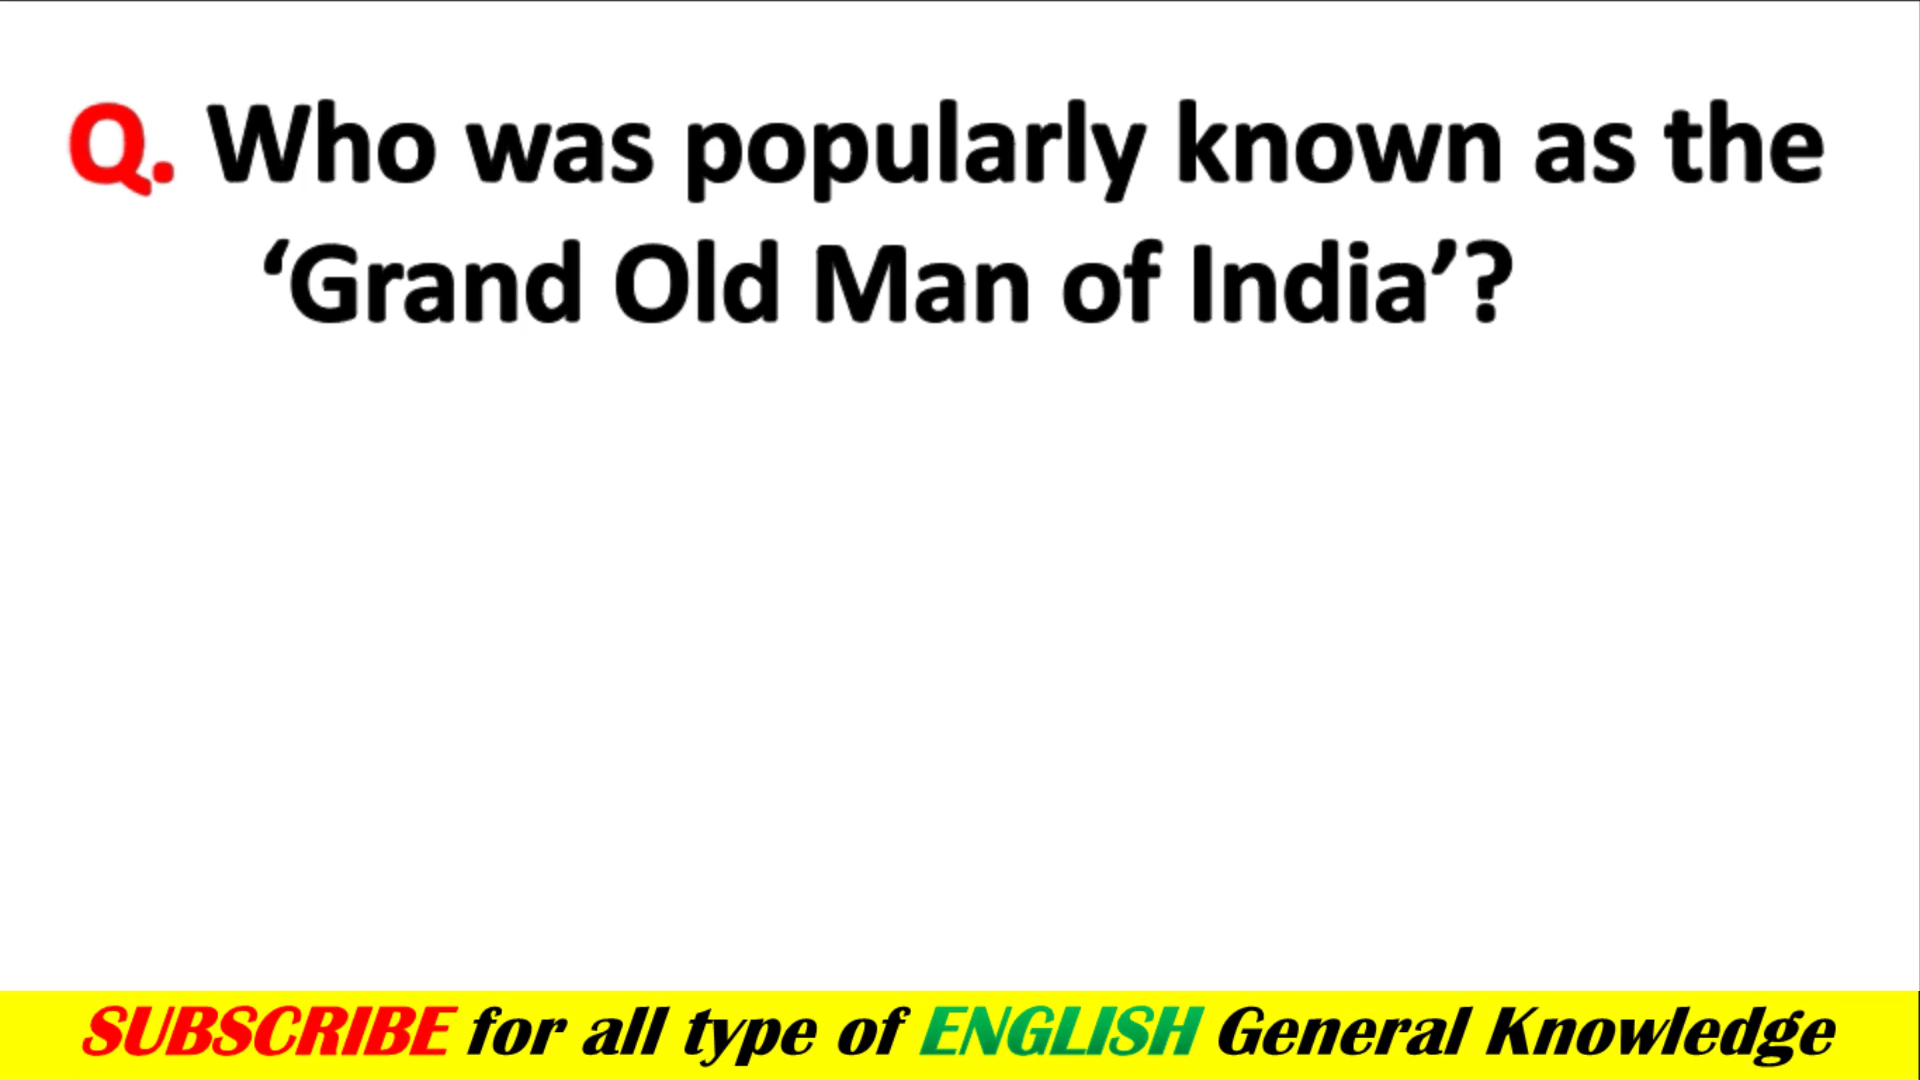 Q. Who was popularly known as the
‘Grand Old Man of India’?
SUBSCRIBE for all type of ENGLISH General Knowledge